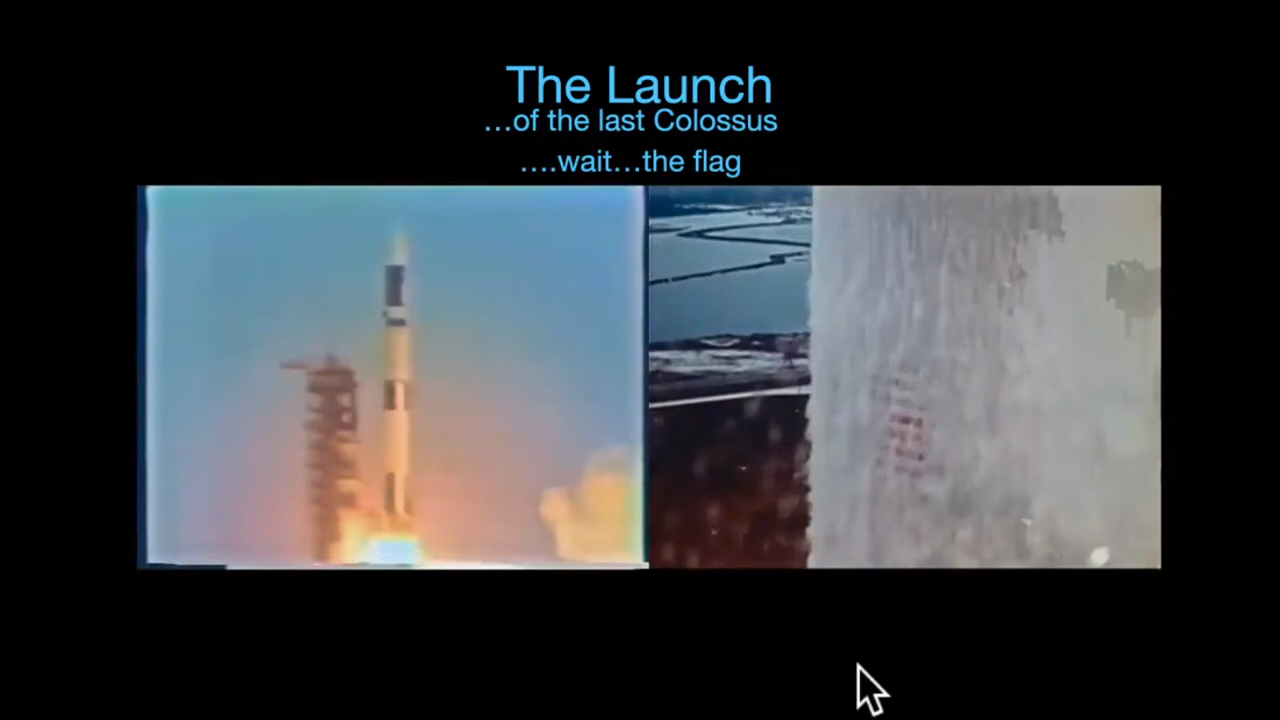 The Launch
…of the last Colossus
….wait…the flag